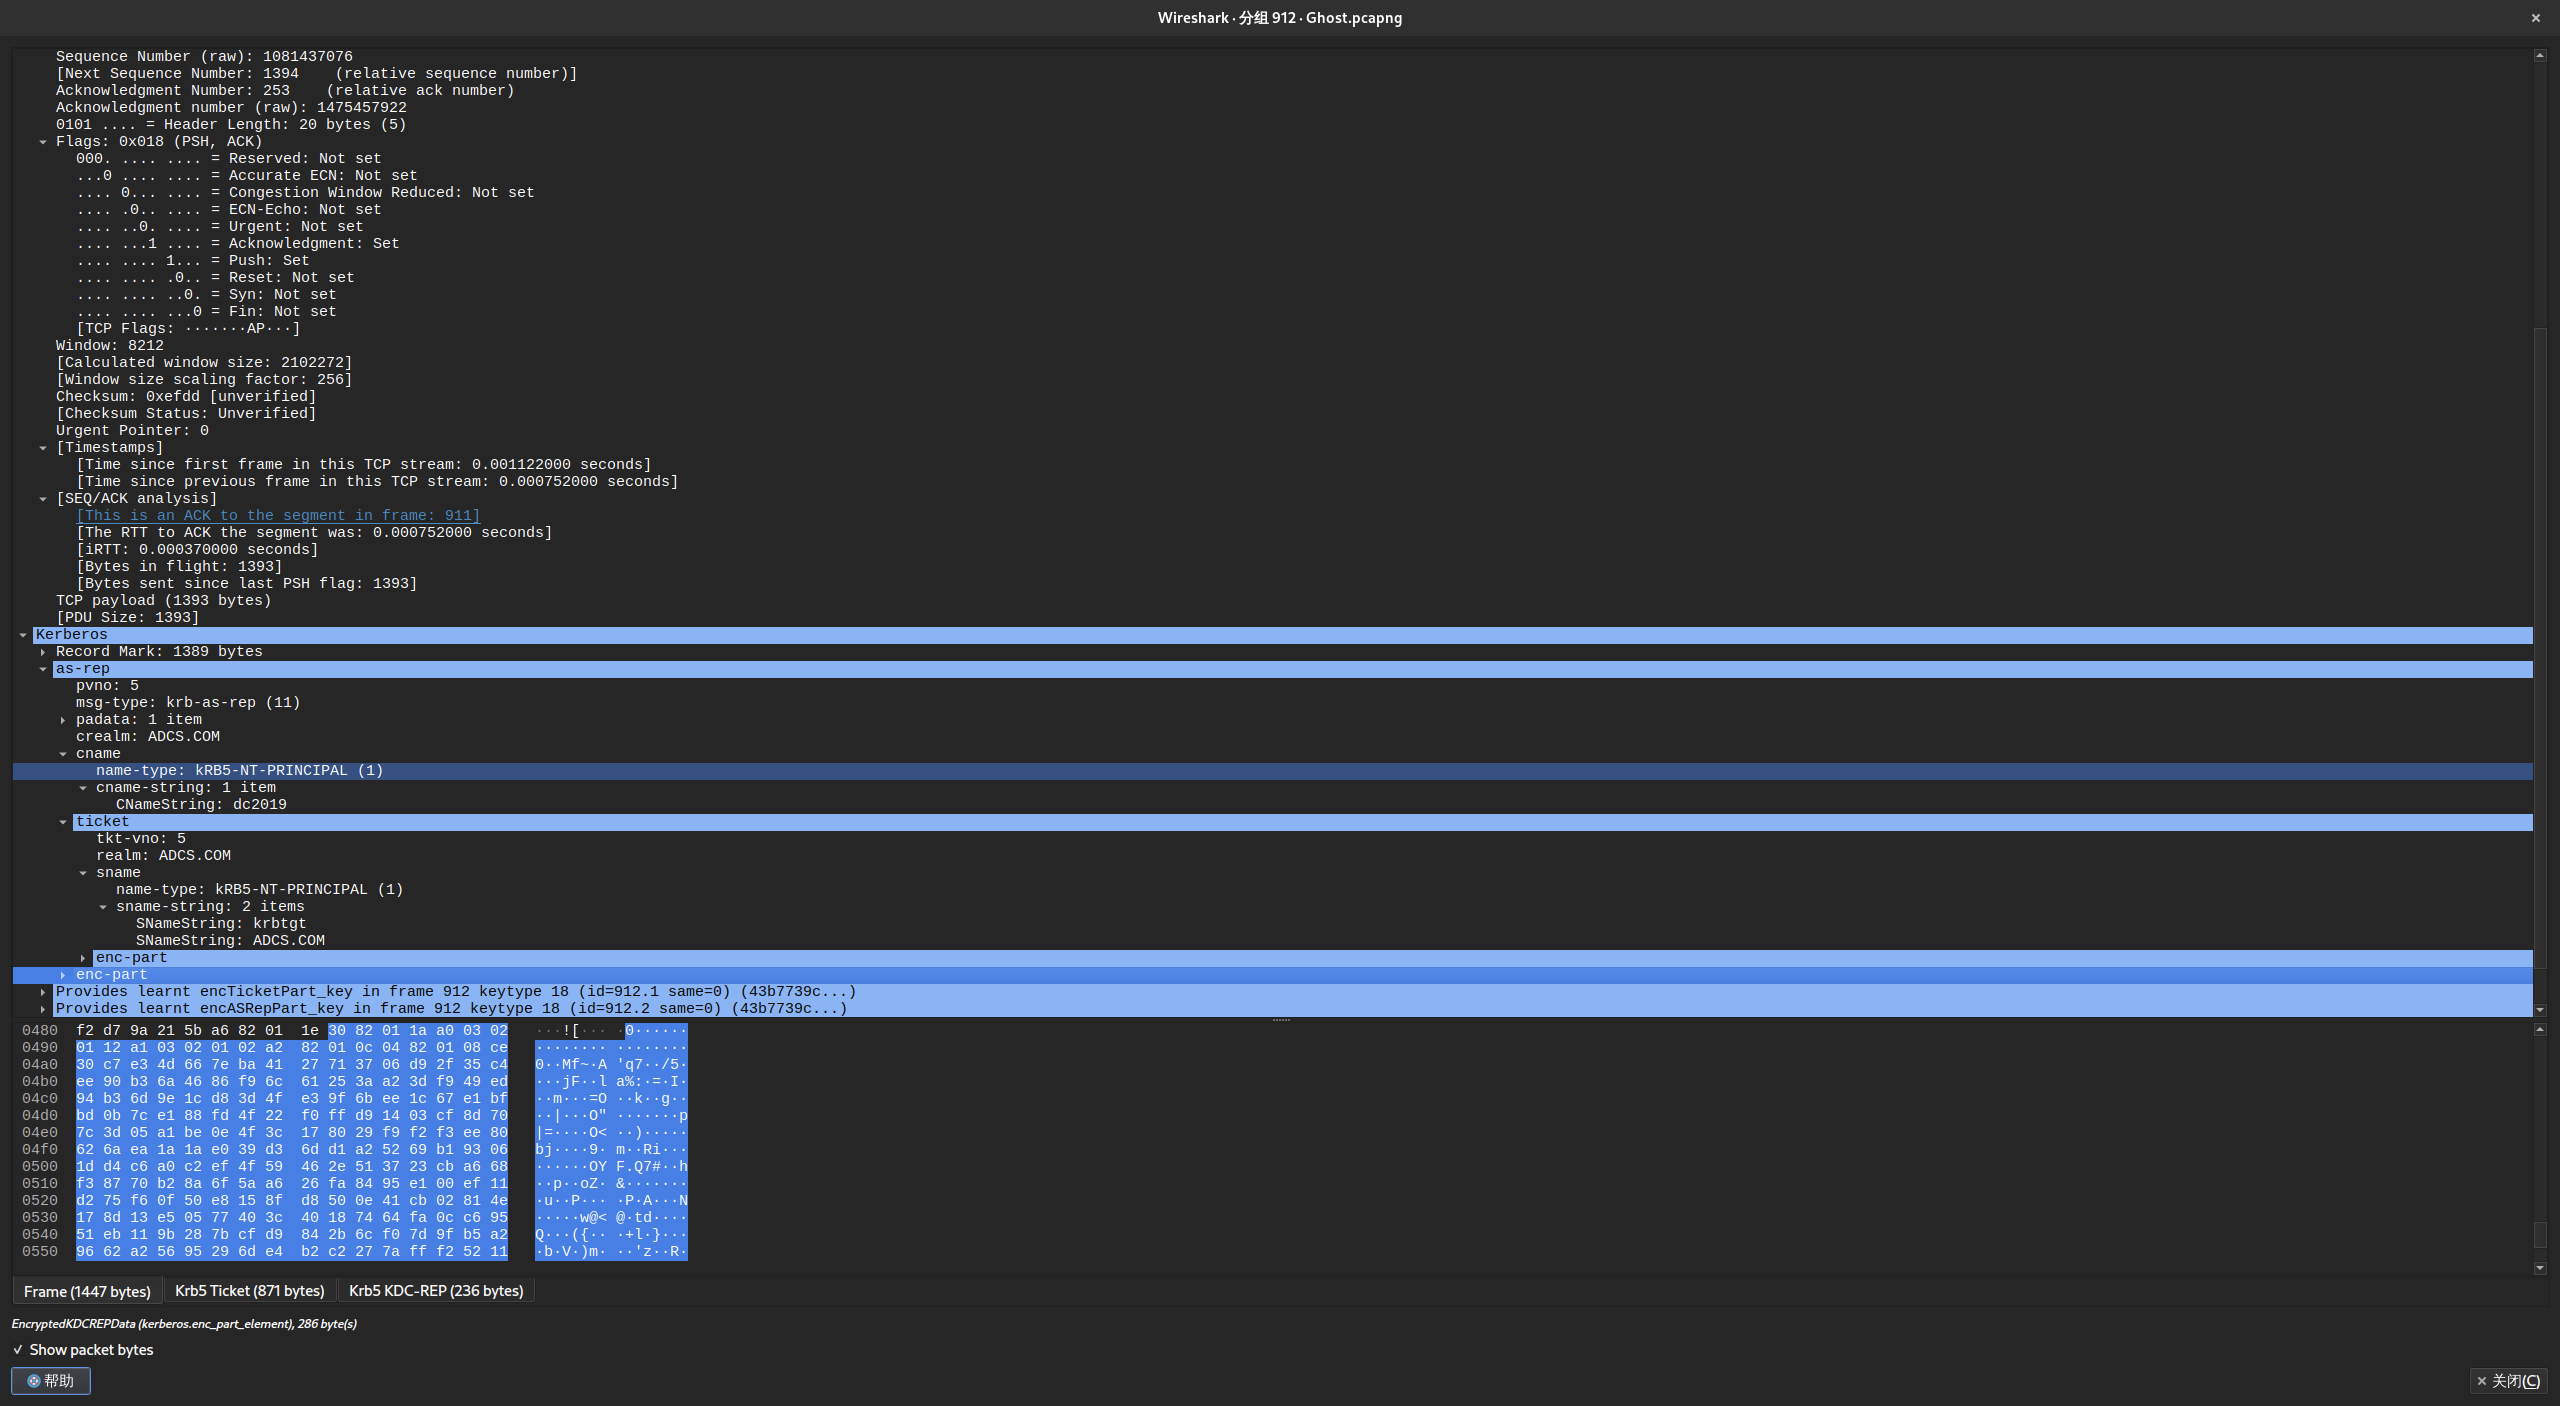 Wireshark · 分组 912 · Ghost.pcapng
Sequence Number (raw): 1081437076
[Next Sequence Number: 1394    (relative sequence number)]
Acknowledgment Number: 253    (relative ack number)
Acknowledgment number (raw): 1475457922
0101 .... = Header Length: 20 bytes (5)
Flags: 0x018 (PSH, ACK)
000. .... .... = Reserved: Not set
...0 .... .... = Accurate ECN: Not set
.... 0... .... = Congestion Window Reduced: Not set
.... .0.. .... = ECN-Echo: Not set
.... ..0. .... = Urgent: Not set
.... ...1 .... = Acknowledgment: Set
.... .... 1... = Push: Set
.... .... .0.. = Reset: Not set
.... .... ..0. = Syn: Not set
.... .... ...0 = Fin: Not set
[TCP Flags: ·······AP···]
Window: 8212
[Calculated window size: 2102272]
[Window size scaling factor: 256]
Checksum: 0xefdd [unverified]
[Checksum Status: Unverified]
Urgent Pointer: 0
[Timestamps]
[Time since first frame in this TCP stream: 0.001122000 seconds]
[Time since previous frame in this TCP stream: 0.000752000 seconds]
[SEQ/ACK analysis]
[This is an ACK to the segment in frame: 911]
[The RTT to ACK the segment was: 0.000752000 seconds]
[iRTT: 0.000370000 seconds]
[Bytes in flight: 1393]
[Bytes sent since last PSH flag: 1393]
TCP payload (1393 bytes)
[PDU Size: 1393]
Kerberos
Record Mark: 1389 bytes
as-rep
pvno: 5
msg-type: krb-as-rep (11)
padata: 1 item
crealm: ADCS.COM
cname
name-type: kRB5-NT-PRINCIPAL (1)
cname-string: 1 item
CNameString: dc2019
ticket
tkt-vno: 5
realm: ADCS.COM
sname
name-type: kRB5-NT-PRINCIPAL (1)
sname-string: 2 items
SNameString: krbtgt
SNameString: ADCS.COM
enc-part
enc-part
Provides learnt encTicketPart_key in frame 912 keytype 18 (id=912.1 same=0) (43b7739c...)
Provides learnt encASRepPart_key in frame 912 keytype 18 (id=912.2 same=0) (43b7739c...)
0480  f2 d7 9a 21 5b a6 82 01  1e 30 82 01 1a a0 03 02   ···![··· ·0······
0490  01 12 a1 03 02 01 02 a2  82 01 0c 04 82 01 08 ce   ········ ········
04a0  30 c7 e3 4d 66 7e ba 41  27 71 37 06 d9 2f 35 c4   0··Mf~·A 'q7··/5·
04b0  ee 90 b3 6a 46 86 f9 6c  61 25 3a a2 3d f9 49 ed   ···jF··l a%:·=·I·
04c0  94 b3 6d 9e 1c d8 3d 4f  e3 9f 6b ee 1c 67 e1 bf   ··m···=O ··k··g··
04d0  bd 0b 7c e1 88 fd 4f 22  f0 ff d9 14 03 cf 8d 70   ··|···O" ·······p
04e0  7c 3d 05 a1 be 0e 4f 3c  17 80 29 f9 f2 f3 ee 80   |=····O< ··)·····
04f0  62 6a ea 1a 1a e0 39 d3  6d d1 a2 52 69 b1 93 06   bj····9· m··Ri···
0500  1d d4 c6 a0 c2 ef 4f 59  46 2e 51 37 23 cb a6 68   ······OY F.Q7#··h
0510  f3 87 70 b2 8a 6f 5a a6  26 fa 84 95 e1 00 ef 11   ··p··oZ· &·······
0520  d2 75 f6 0f 50 e8 15 8f  d8 50 0e 41 cb 02 81 4e   ·u··P··· ·P·A···N
0530  17 8d 13 e5 05 77 40 3c  40 18 74 64 fa 0c c6 95   ·····w@< @·td····
0540  51 eb 11 9b 28 7b cf d9  84 2b 6c f0 7d 9f b5 a2   Q···({·· ·+l·}···
0550  96 62 a2 56 95 29 6d e4  b2 c2 27 7a ff f2 52 11   ·b·V·)m· ··'z··R·
Frame (1447 bytes) Krb5 Ticket (871 bytes) Krb5 KDC-REP (236 bytes)
EncryptedKDCREPData (kerberos.enc_part_element), 286 byte(s)
Show packet bytes
帮助 关闭(C)